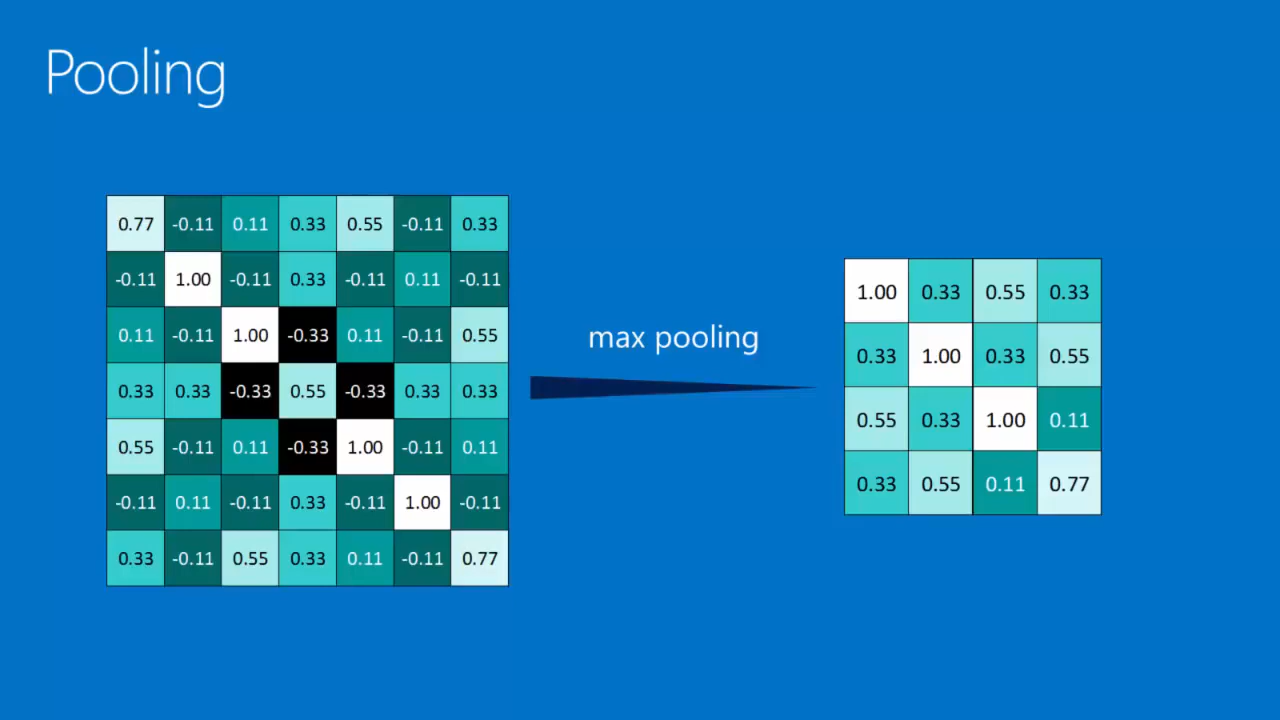 Pooling
0.77 -0.11 0.11 0.33 0.55 -0.11 0.33
-0.11 1.00 -0.11 0.33 -0.11 0.11 -0.11
0.11 -0.11 1.00 -0.33 0.11 -0.11 0.55
0.33 0.33 -0.33 0.55 -0.33 0.33 0.33
0.55 -0.11 0.11 -0.33 1.00 -0.11 0.11
-0.11 0.11 -0.11 0.33 -0.11 1.00 -0.11
0.33 -0.11 0.55 0.33 0.11 -0.11 0.77
max pooling
1.00 0.33 0.55 0.33
0.33 1.00 0.33 0.55
0.55 0.33 1.00 0.11
0.33 0.55 0.11 0.77